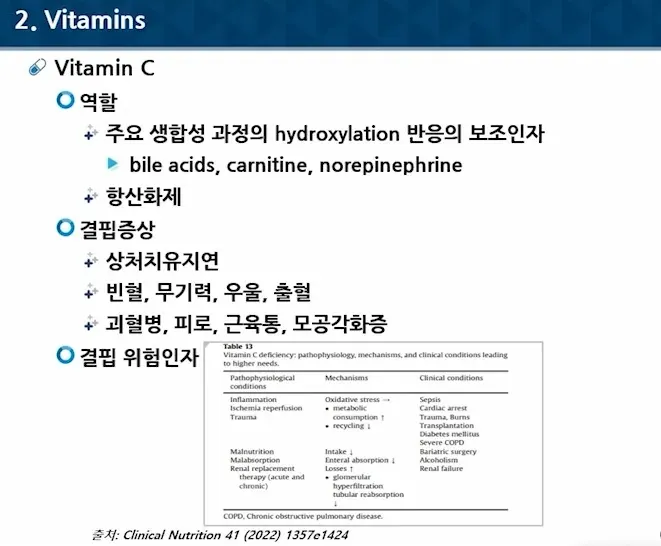 2. Vitamins
Vitamin C
역할
주요 생합성 과정의 hydroxylation 반응의 보조인자
bile acids, carnitine, norepinephrine
항산화제
결핍증상
상처치유지연
빈혈, 무기력, 우울, 출혈
괴혈병, 피로, 근육통, 모공각화증
결핍 위험인자
Table 13
Vitamin C deficiency: pathophysiology, mechanisms, and clinical conditions leading
to higher needs.
Pathophysiological Mechanisms Clinical conditions
conditions
Inflammation Oxidative stress → Sepsis
Ischemia reperfusion • metabolic Cardiac arrest
Trauma consumption ↑ Trauma, Burns
• recycling ↓ Transplantation
Diabetes mellitus
Severe COPD
Malnutrition Intake ↓ Bariatric surgery
Malabsorption Enteral absorption ↓ Alcoholism
Renal replacement Losses ↑ Renal failure
therapy (acute and • glomerular
chronic) hyperfiltration
tubular reabsorption
↓
COPD, Chronic obstructive pulmonary disease.
출처: Clinical Nutrition 41 (2022) 1357e1424